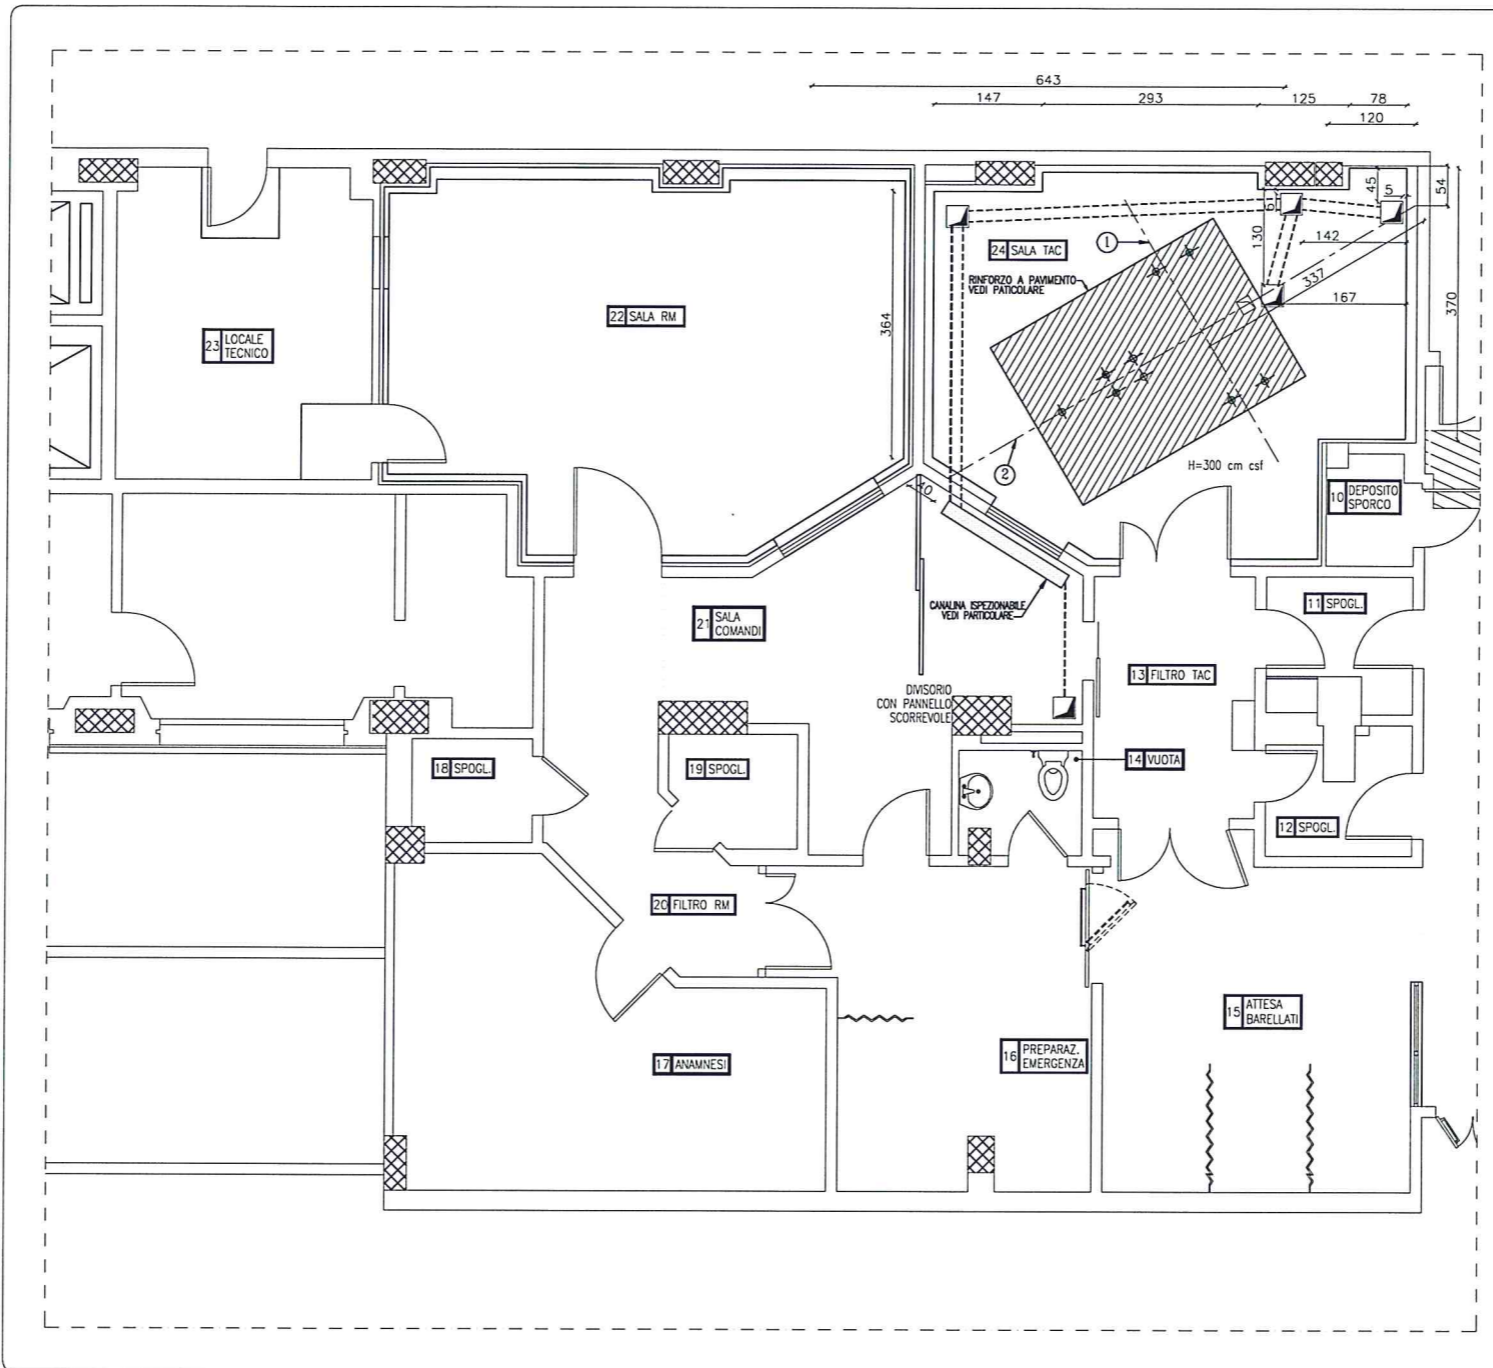 643
147 293 125 78
120
45
5
54
6
130
142
337
167
370
364
1
24 SALA TAC
RINFORZO A PAVIMENTO
VEDI PATICOLARE
22 SALA RM
23 LOCALE
TECNICO
2
H=300 cm csf
40
10 DEPOSITO
SPORCO
CANALINA ISPEZIONABILE
VEDI PARTICOLARE
21 SALA
COMANDI
11 SPOGL.
13 FILTRO TAC
DIVISORIO
CON PANNELLO
SCORREVOLE
18 SPOGL.
19 SPOGL.
14 VUOTA
12 SPOGL.
20 FILTRO RM
15 ATTESA
BARELLATI
17 ANAMNESI
16 PREPARAZ.
EMERGENZA